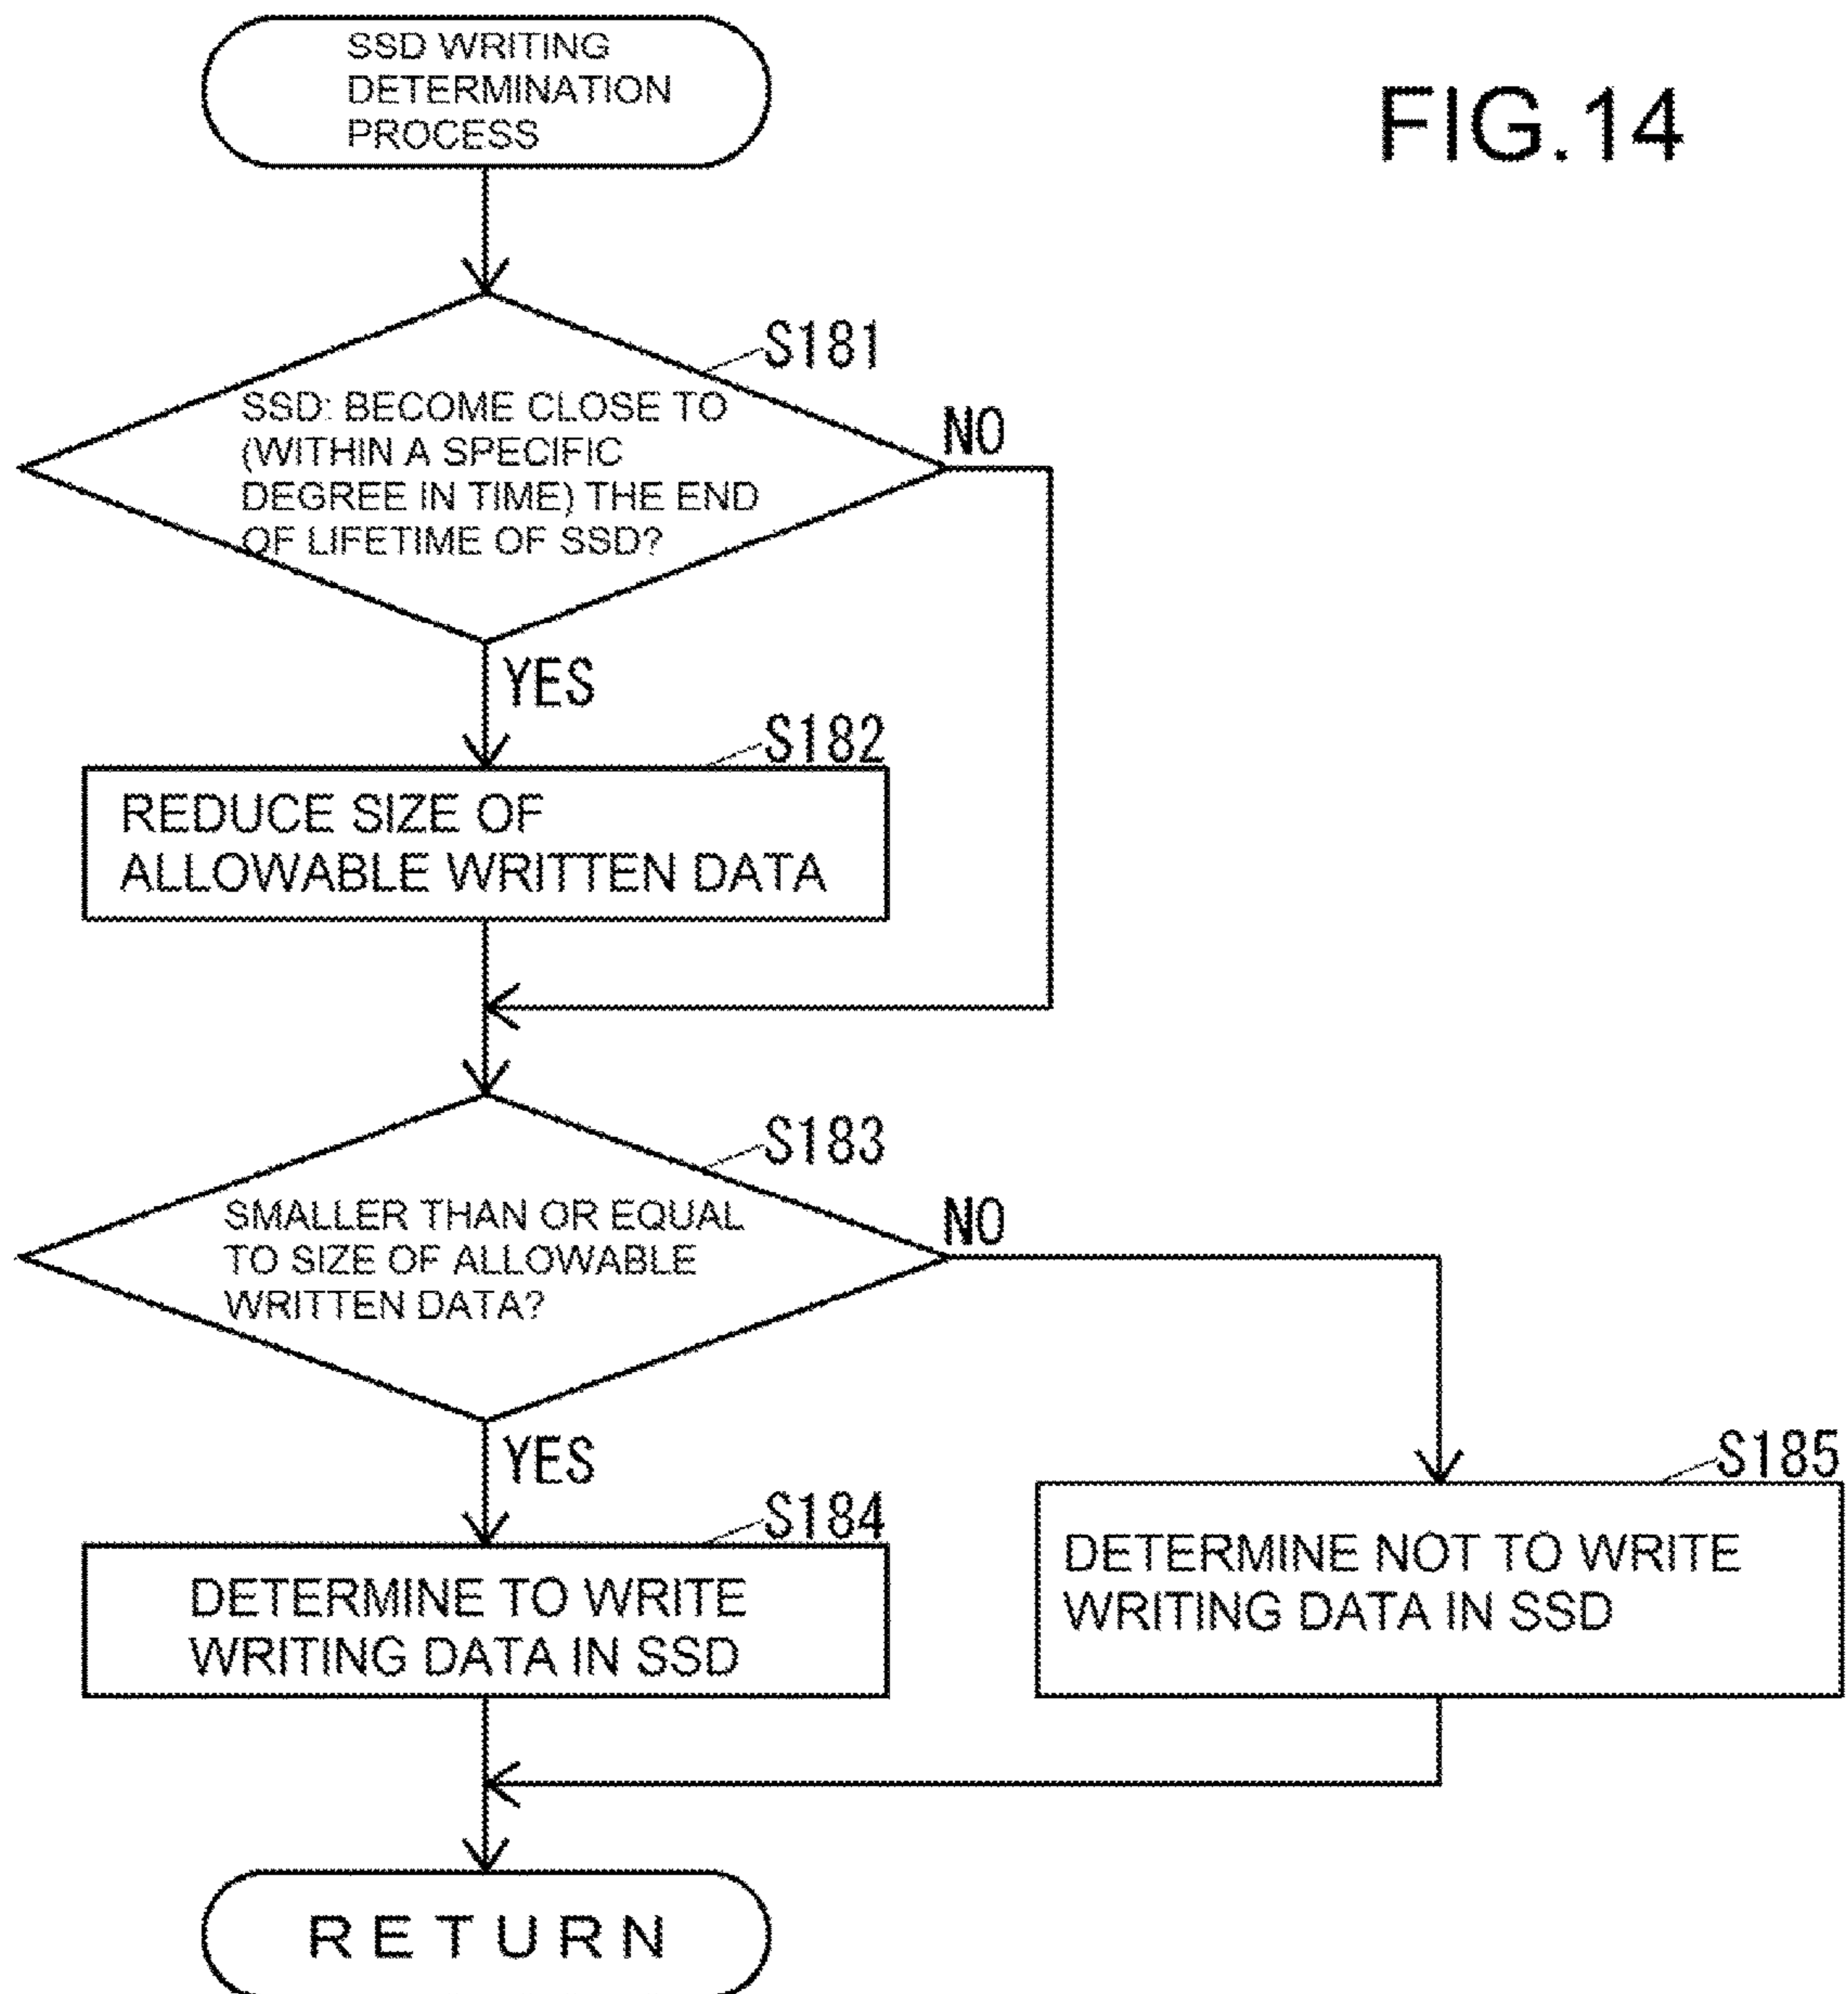 SSD WRITING
DETERMINATION
PROCESS
FIG.14
S181
SSD: BECOME CLOSE TO
(WITHIN A SPECIFIC
DEGREE IN TIME) THE END
OF LIFETIME OF SSD?
NO
YES
S182
REDUCE SIZE OF
ALLOWABLE WRITTEN DATA
S183
SMALLER THAN OR EQUAL
TO SIZE OF ALLOWABLE
WRITTEN DATA?
NO
YES
S184
DETERMINE TO WRITE
WRITING DATA IN SSD
S185
DETERMINE NOT TO WRITE
WRITING DATA IN SSD
RETURN